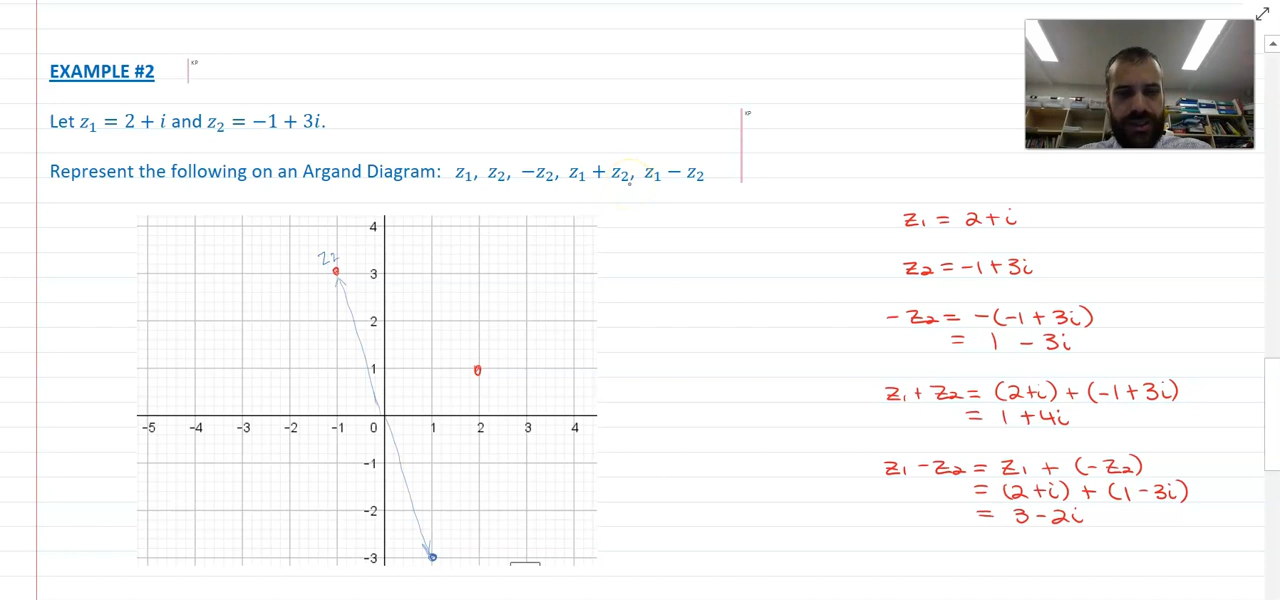 EXAMPLE #2
KP
Let z₁ = 2 + i and z₂ = −1 + 3i.
KP
Represent the following on an Argand Diagram: z₁, z₂, −z₂, z₁ + z₂, z₁ − z₂
z₁ = 2+i
z₂ = -1+3i
-z₂ = -(-1+3i)
= 1 - 3i
z₁+z₂ = (2+i) + (-1+3i)
= 1 +4i
z₁ - z₂ = z₁ + (-z₂)
= (2+i) + (1-3i)
= 3-2i
4
z₂
3
2
1
-5 -4 -3 -2 -1 0 1 2 3 4
-1
-2
-3